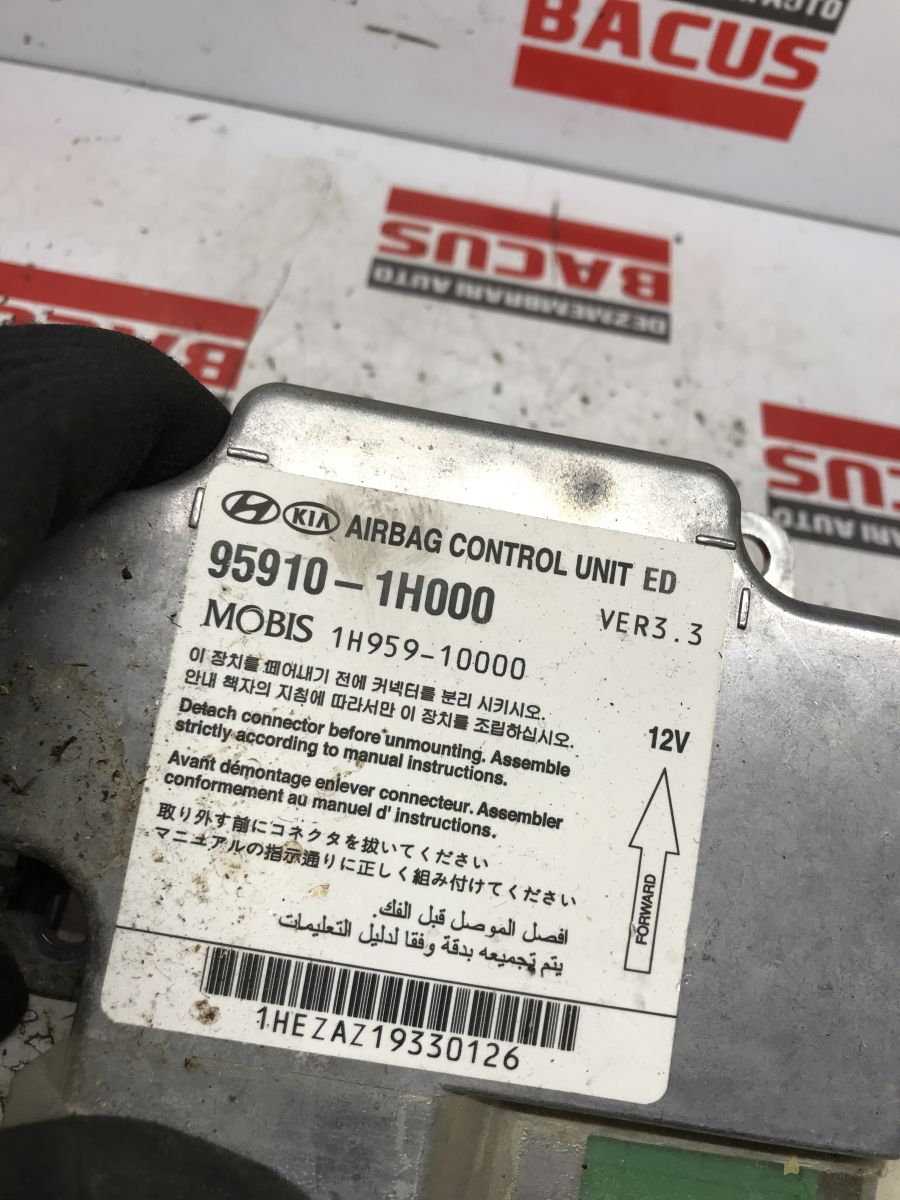 BACUS
BACUS
DEZMEMBRARI AUTO
BACUS
KIA AIRBAG CONTROL UNIT ED
95910-1H000
VER3.3
MOBIS 1H959-10000
이 장치를 떼어내기 전에 커넥터를 분리 시키시오.
안내 책자의 지침에 따라서만 이 장치를 조립하십시오.
12V
Detach connector before unmounting. Assemble
strictly according to manual instructions.
Avant démontage enlever connecteur. Assembler
conformement au manuel d' instructions.
取り外す前にコネクタを抜いてください
マニュアルの指示通りに正しく組み付けてください
FORWARD
افصل الموصل قبل الفك.
يتم تجميعه بدقة وفقا لدليل التعليمات
1HEZAZ19330126